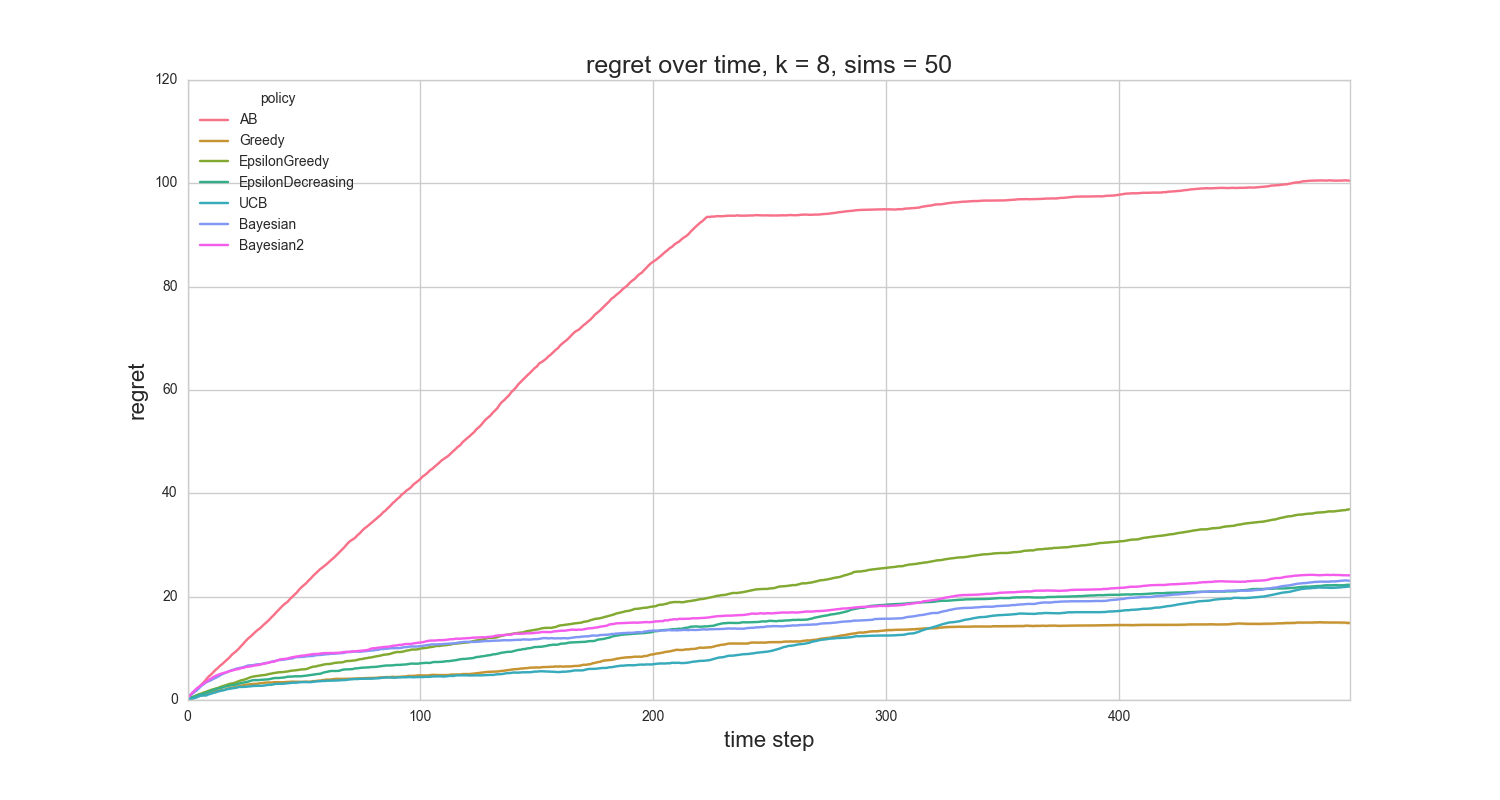 regret over time, k = 8, sims = 50
120
100
80
60
40
20
0
regret
policy
AB
Greedy
EpsilonGreedy
EpsilonDecreasing
UCB
Bayesian
Bayesian2
0 100 200 300 400
time step